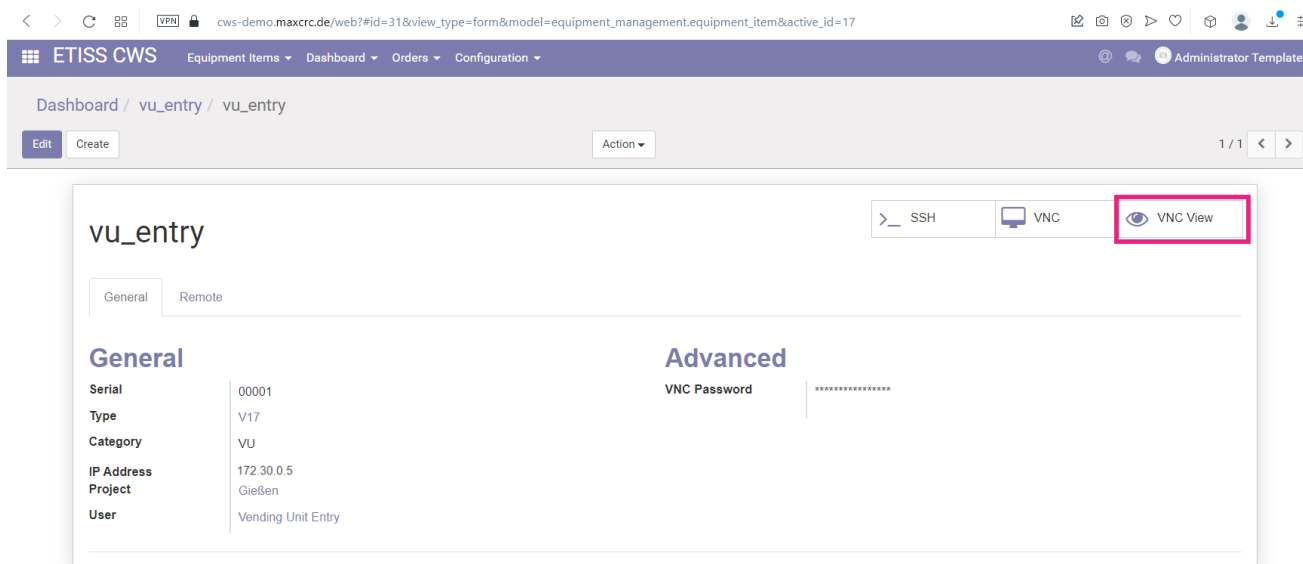 VPN cws-demo.maxcrc.de/web?#id=31&view_type=form&model=equipment_management.equipment_item&active_id=17
ETISS CWS Equipment Items Dashboard Orders Configuration @ Administrator Template
Dashboard / vu_entry / vu_entry
Edit Create Action 1 / 1
vu_entry
>_ SSH VNC VNC View
General Remote
General Advanced
Serial 00001 VNC Password ****************
Type V17
Category VU
IP Address 172.30.0.5
Project Gießen
User Vending Unit Entry